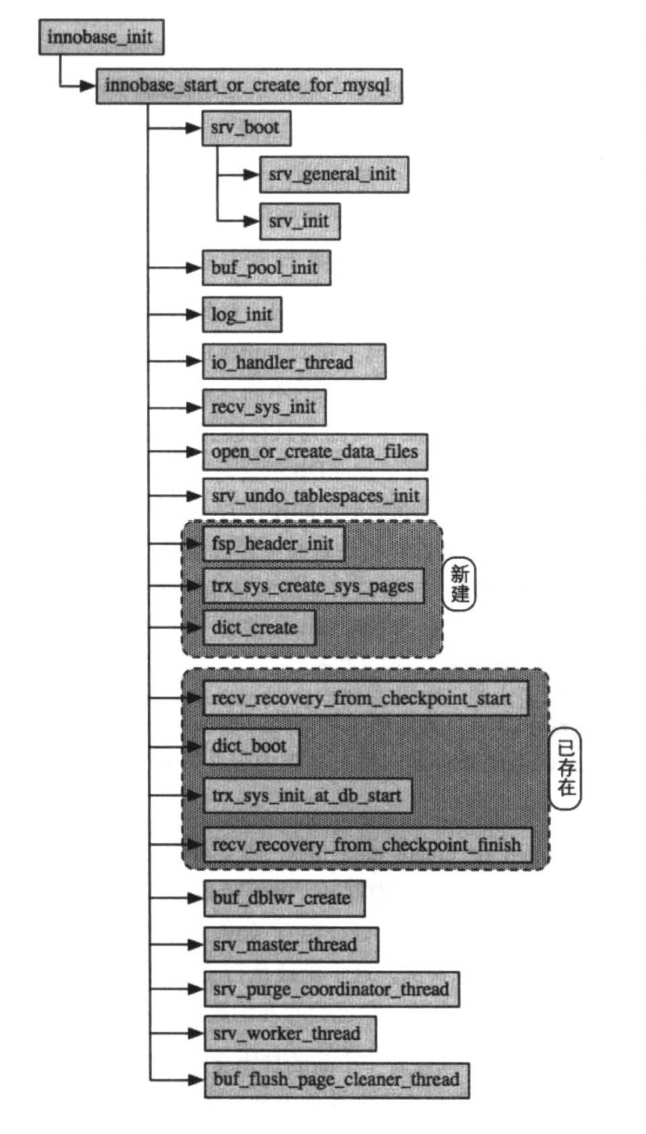 innobase_init
innobase_start_or_create_for_mysql
srv_boot
srv_general_init
srv_init
buf_pool_init
log_init
io_handler_thread
recv_sys_init
open_or_create_data_files
srv_undo_tablespaces_init
fsp_header_init
trx_sys_create_sys_pages
dict_create
新建
recv_recovery_from_checkpoint_start
dict_boot
trx_sys_init_at_db_start
recv_recovery_from_checkpoint_finish
已存在
buf_dblwr_create
srv_master_thread
srv_purge_coordinator_thread
srv_worker_thread
buf_flush_page_cleaner_thread